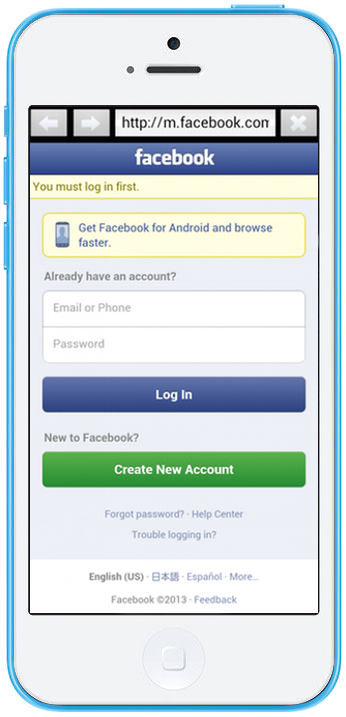 http://m.facebook.com
facebook
You must log in first.
Get Facebook for Android and browse
faster.
Already have an account?
Email or Phone
Password
Log In
New to Facebook?
Create New Account
Forgot password? · Help Center
Trouble logging in?
English (US) · 日本語 · Español · More...
Facebook ©2013 · Feedback